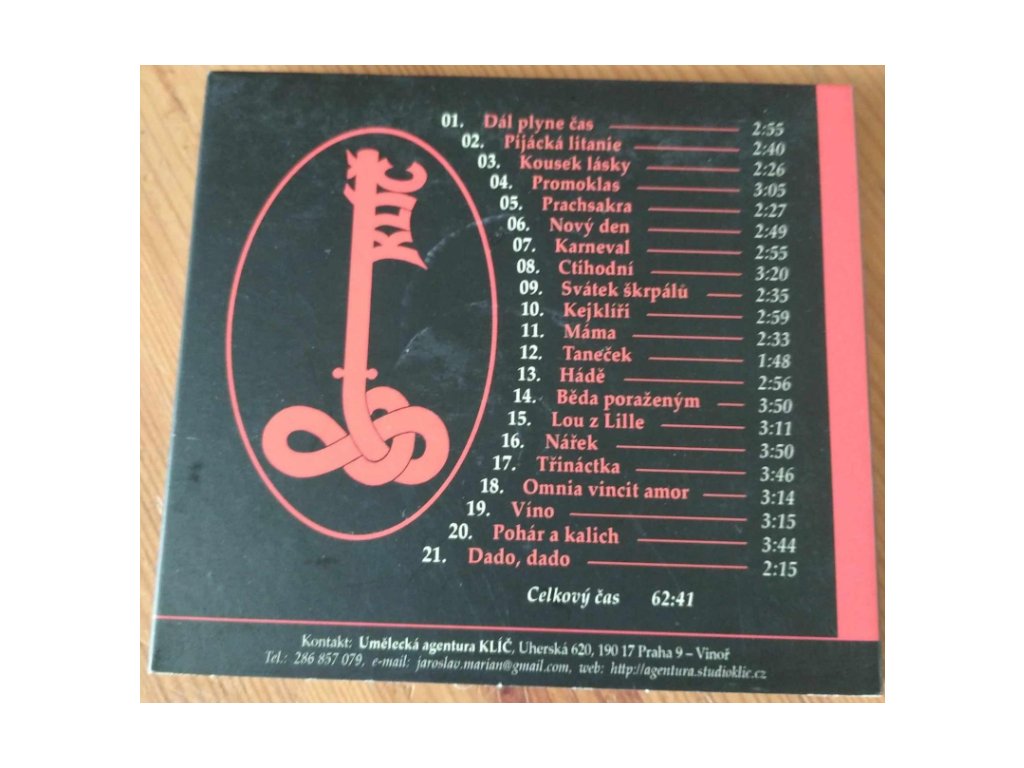 KLÍČ
01. Dál plyne čas 2:55
02. Pijácká litanie 2:40
03. Kousek lásky 2:26
04. Promoklas 3:05
05. Prachsakra 2:27
06. Nový den 2:49
07. Karneval 2:55
08. Ctihodní 3:20
09. Svátek škrpálů 2:35
10. Kejklíři 2:59
11. Máma 2:33
12. Taneček 1:48
13. Hádě 2:56
14. Běda poraženým 3:50
15. Lou z Lille 3:11
16. Nářek 3:50
17. Třináctka 3:46
18. Omnia vincit amor 3:14
19. Víno 3:15
20. Pohár a kalich 3:44
21. Dado, dado 2:15
Celkový čas 62:41
Kontakt: Umělecká agentura KLÍČ, Uherská 620, 190 17 Praha 9 – Vinoř
Tel.: 286 857 079, e-mail: jaroslav.marian@gmail.com, web: http://agentura.studioklic.cz